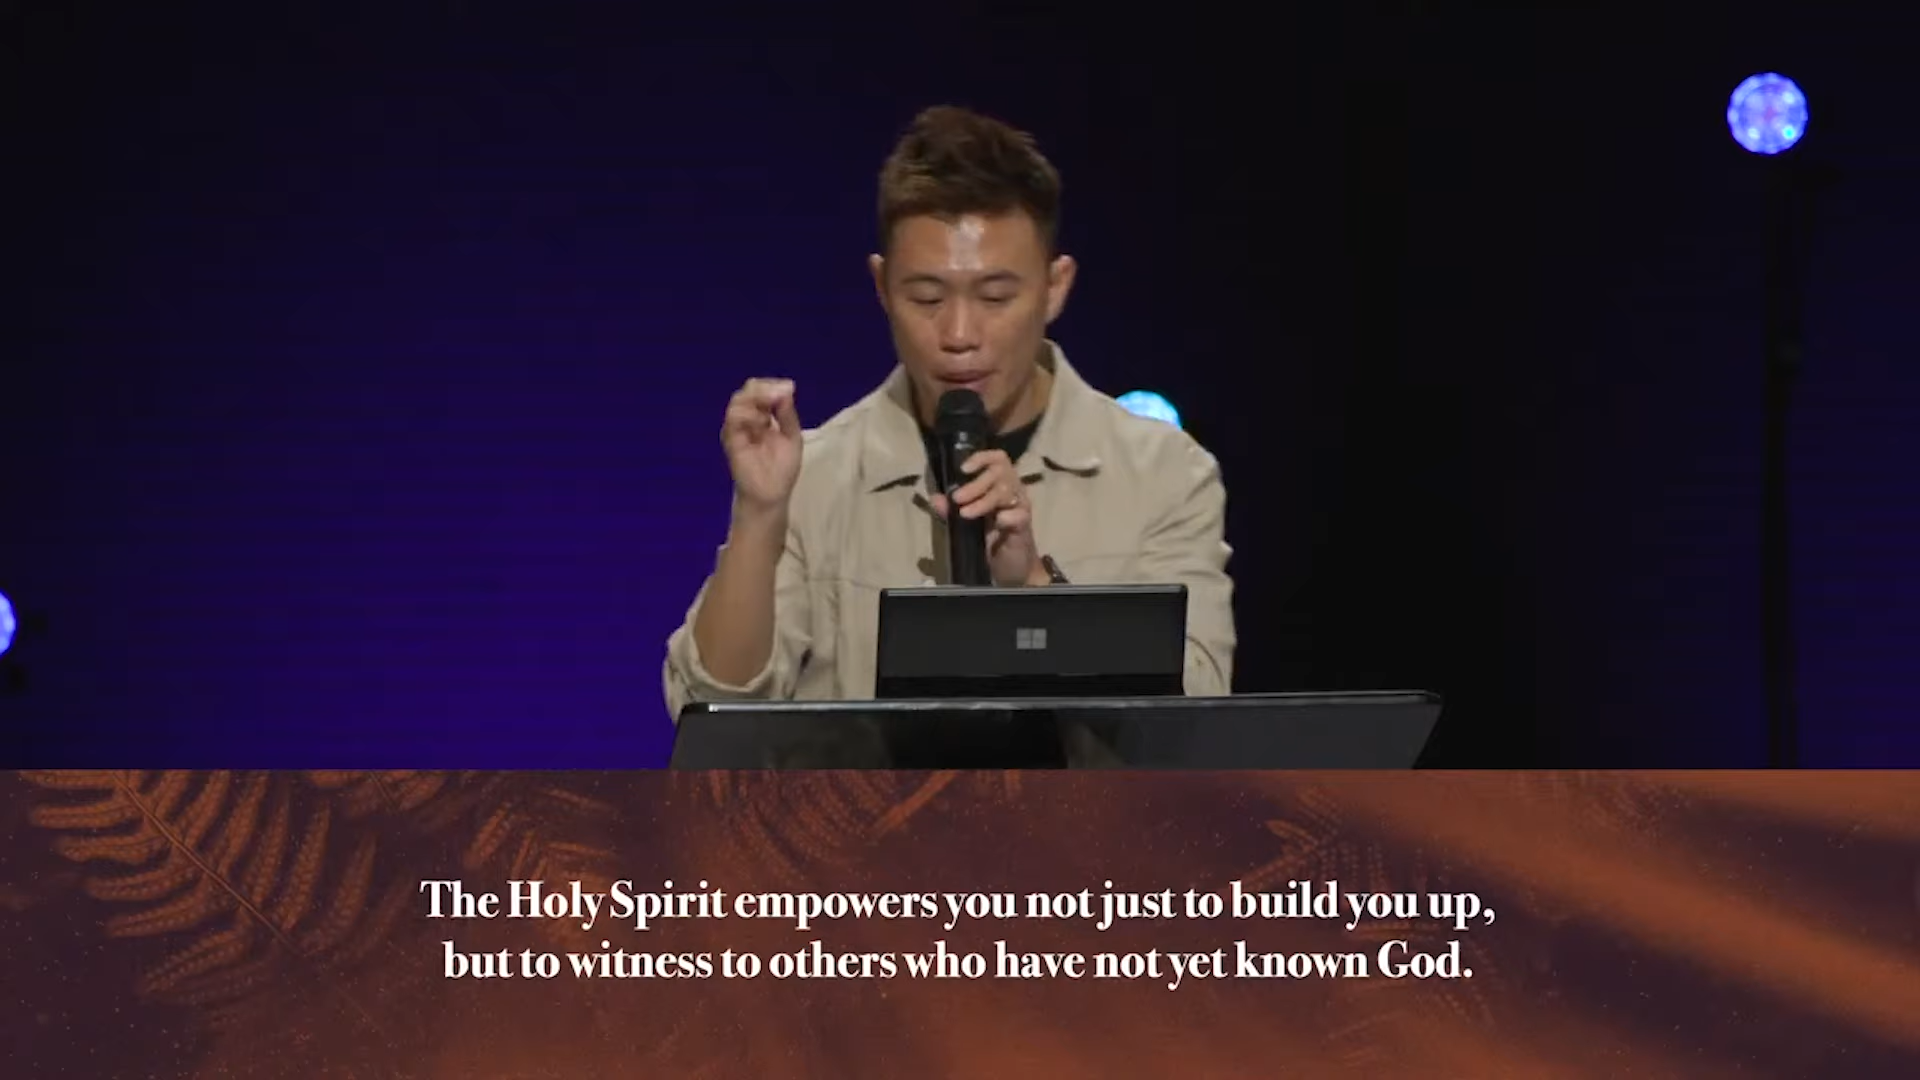 The Holy Spirit empowers you not just to build you up,
but to witness to others who have not yet known God.